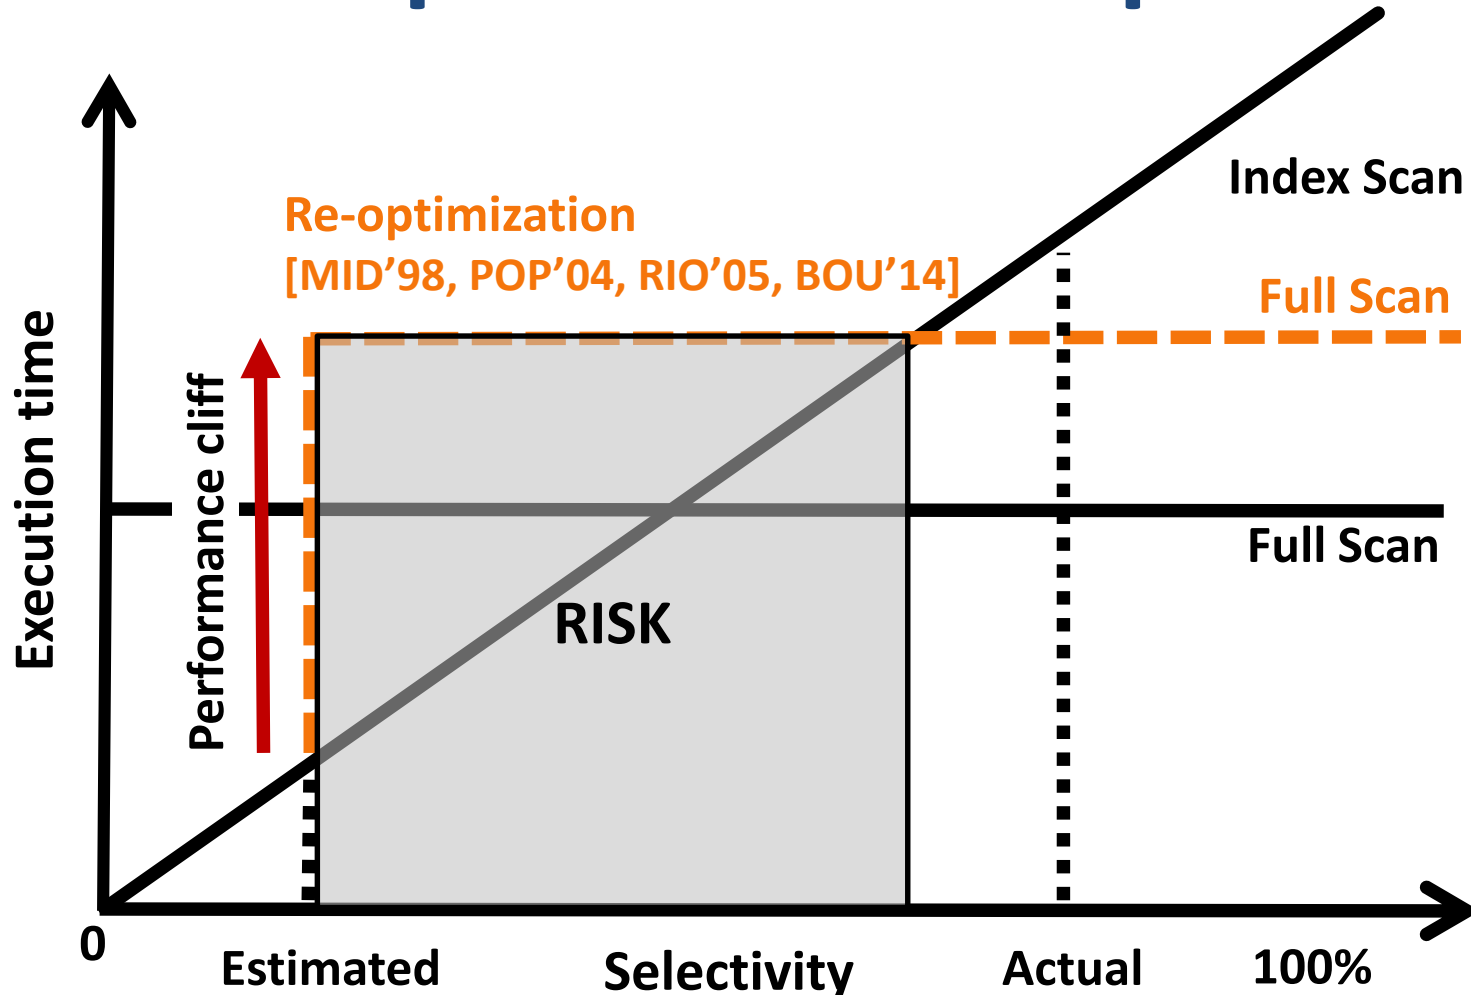 Index Scan
Re-optimization
[MID’98, POP’04, RIO’05, BOU’14]
Full Scan
Execution time
Performance cliff
Full Scan
RISK
0
Estimated
Selectivity
Actual
100%